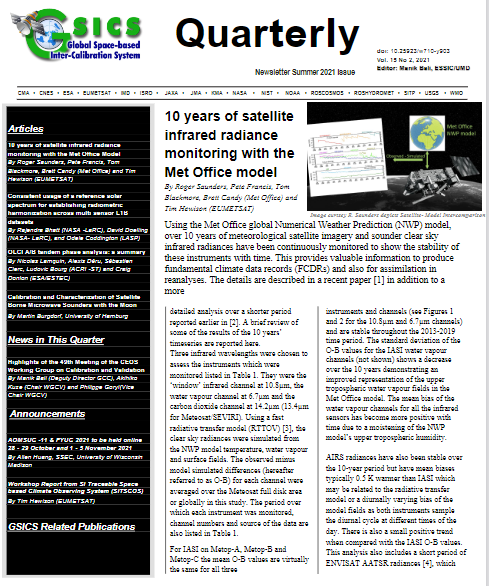 GSICS
Global Space-based
Inter-Calibration System
Quarterly
Newsletter Summer 2021 Issue
doi: 10.25923/w710-y903
Vol. 15 No 2, 2021
Editor: Manik Bali, ESSIC/UMD
CMA • CNES • ESA • EUMETSAT • IMD • ISRO • JAXA • JMA • KMA • NASA • NIST • NOAA • ROSCOSMOS • ROSHYDROMET • SITP • USGS • WMO
Articles
10 years of satellite infrared radiance
monitoring with the Met Office Model
By Roger Saunders, Pete Francis, Tom
Blackmore, Brett Candy (Met Office) and Tim
Hewison (EUMETSAT)
Consistent usage of a reference solar
spectrum for establishing radiometric
harmonization across multi sensor L1B
datasets
By Rajendra Bhatt (NASA -LaRC), David Doelling
(NASA- LaRC), and Odele Coddington (LASP)
OLCI A/B tandem phase analysis: a summary
By Nicolas Lamquin, Alexis Déru, Sébastien
Clerc, Ludovic Bourg (ACRI -ST) and Craig
Donlon (ESA/ESTEC)
Calibration and Characterization of Satellite
Borne Microwave Sounders with the Moon
By Martin Burgdorf, University of Hamburg
News in This Quarter
Highlights of the 49th Meeting of the CEOS
Working Group on Calibration and Validation
By Manik Bali (Deputy Director GCC), Akihiko
Kuze (Chair WGCV) and Philippe Goryl(Vice
Chair WGCV)
Announcements
AOMSUC -11 & FYUC 2021 to be held online
28 - 29 October and 1 – 5 November 2021
By Allen Huang, SSEC, University of Wisconsin
Madison
Workshop Report from SI Traceable Space
based Climate Observing System (SITSCOS)
By Tim Hewison (EUMETSAT)
GSICS Related Publications
10 years of satellite
infrared radiance
monitoring with the
Met Office model
By Roger Saunders, Pete Francis, Tom
Blackmore, Brett Candy (Met Office) and
Tim Hewison (EUMETSAT)
Met Office
NWP model
Observed - Simulated
Image curtsey R. Saunders depicts Satellite- Model Intercomparison
Using the Met Office global Numerical Weather Prediction (NWP) model,
over 10 years of meteorological satellite imagery and sounder clear sky
infrared radiances have been continuously monitored to show the stability of
these instruments with time. This provides valuable information to produce
fundamental climate data records (FCDRs) and also for assimilation in
reanalyses. The details are described in a recent paper [1] in addition to a
more
detailed analysis over a shorter period
reported earlier in [2]. A brief review of
some of the results of the 10 years'
timeseries are reported here.
Three infrared wavelengths were chosen to
assess the instruments which were
monitored listed in Table 1. They were the
'window' infrared channel at 10.8µm, the
water vapour channel at 6.7µm and the
carbon dioxide channel at 14.2µm (13.4µm
for Meteosat/SEVIRI). Using a fast
radiative transfer model (RTTOV) [3], the
clear sky radiances were simulated from
the NWP model temperature, water vapour
and surface fields. The observed minus
model simulated differences (hereafter
referred to as O-B) for each channel were
averaged over the Meteosat full disk area
or globally in this study. The period over
which each instrument was monitored,
channel numbers and source of the data are
also listed in Table 1.
For IASI on Metop-A, Metop-B and
Metop-C the mean O-B values are virtually
the same for all three
instruments and channels (see Figures 1
and 2 for the 10.8µm and 6.7µm channels)
and are stable throughout the 2013-2019
time period. The standard deviation of the
O-B values for the IASI water vapour
channels (not shown) shows a decrease
over the 10 years demonstrating an
improved representation of the upper
tropospheric water vapour fields in the
Met Office model. The mean bias of the
water vapour channels for all the infrared
sensors has become more positive with
time due to a moistening of the NWP
model's upper tropospheric humidity.
AIRS radiances have also been stable over
the 10-year period but have mean biases
typically 0.5 K warmer than IASI which
may be related to the radiative transfer
model or a diurnally varying bias of the
model fields as both instruments sample
the diurnal cycle at different times of the
day. There is also a small positive trend
when compared with the IASI O-B values.
This analysis also includes a short period of
ENVISAT AATSR radiances [4], which